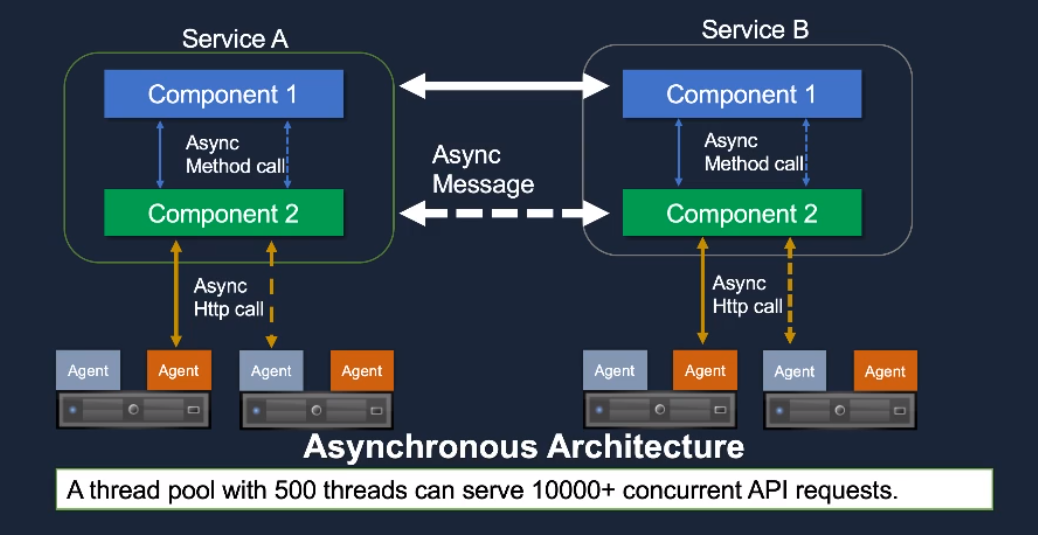 Service A
Service B
Component 1
Component 1
Async
Method call
Async
Message
Async
Method call
Component 2
Component 2
Async
Http call
Async
Http call
Agent
Agent
Agent
Agent
Agent
Agent
Agent
Agent
Asynchronous Architecture
A thread pool with 500 threads can serve 10000+ concurrent API requests.